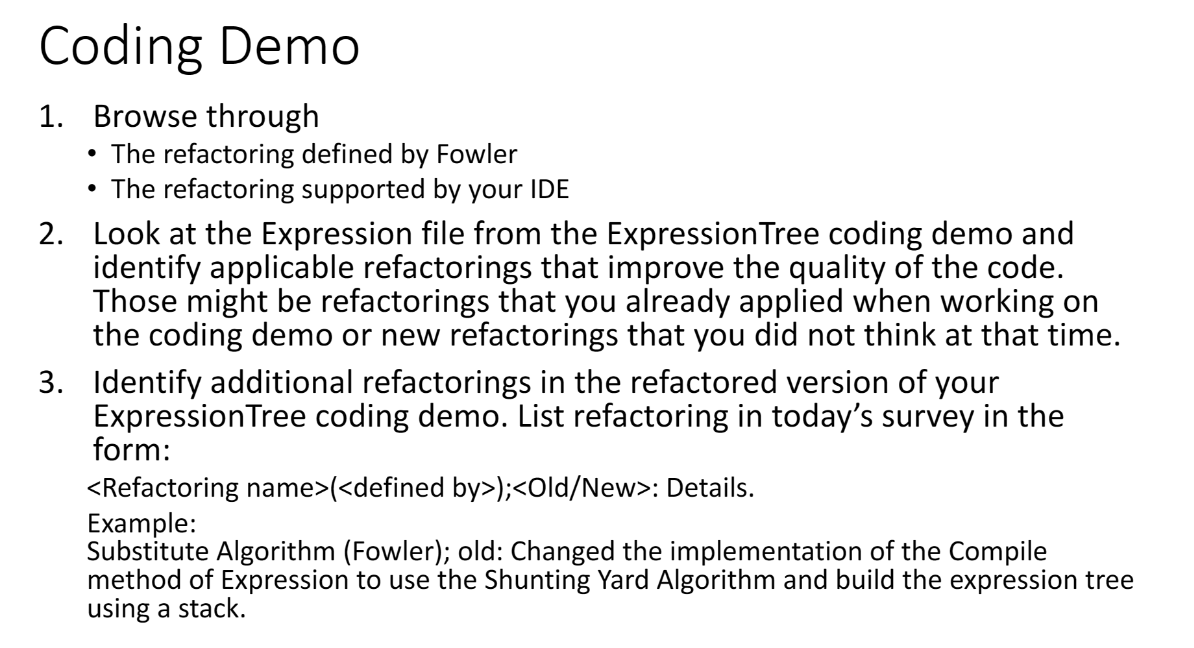 Coding Demo
1. Browse through
• The refactoring defined by Fowler
• The refactoring supported by your IDE
2. Look at the Expression file from the ExpressionTree coding demo and
identify applicable refactorings that improve the quality of the code.
Those might be refactorings that you already applied when working on
the coding demo or new refactorings that you did not think at that time.
3. Identify additional refactorings in the refactored version of your
ExpressionTree coding demo. List refactoring in today’s survey in the
form:
<Refactoring name>(<defined by>);<Old/New>: Details.
Example:
Substitute Algorithm (Fowler); old: Changed the implementation of the Compile
method of Expression to use the Shunting Yard Algorithm and build the expression tree
using a stack.